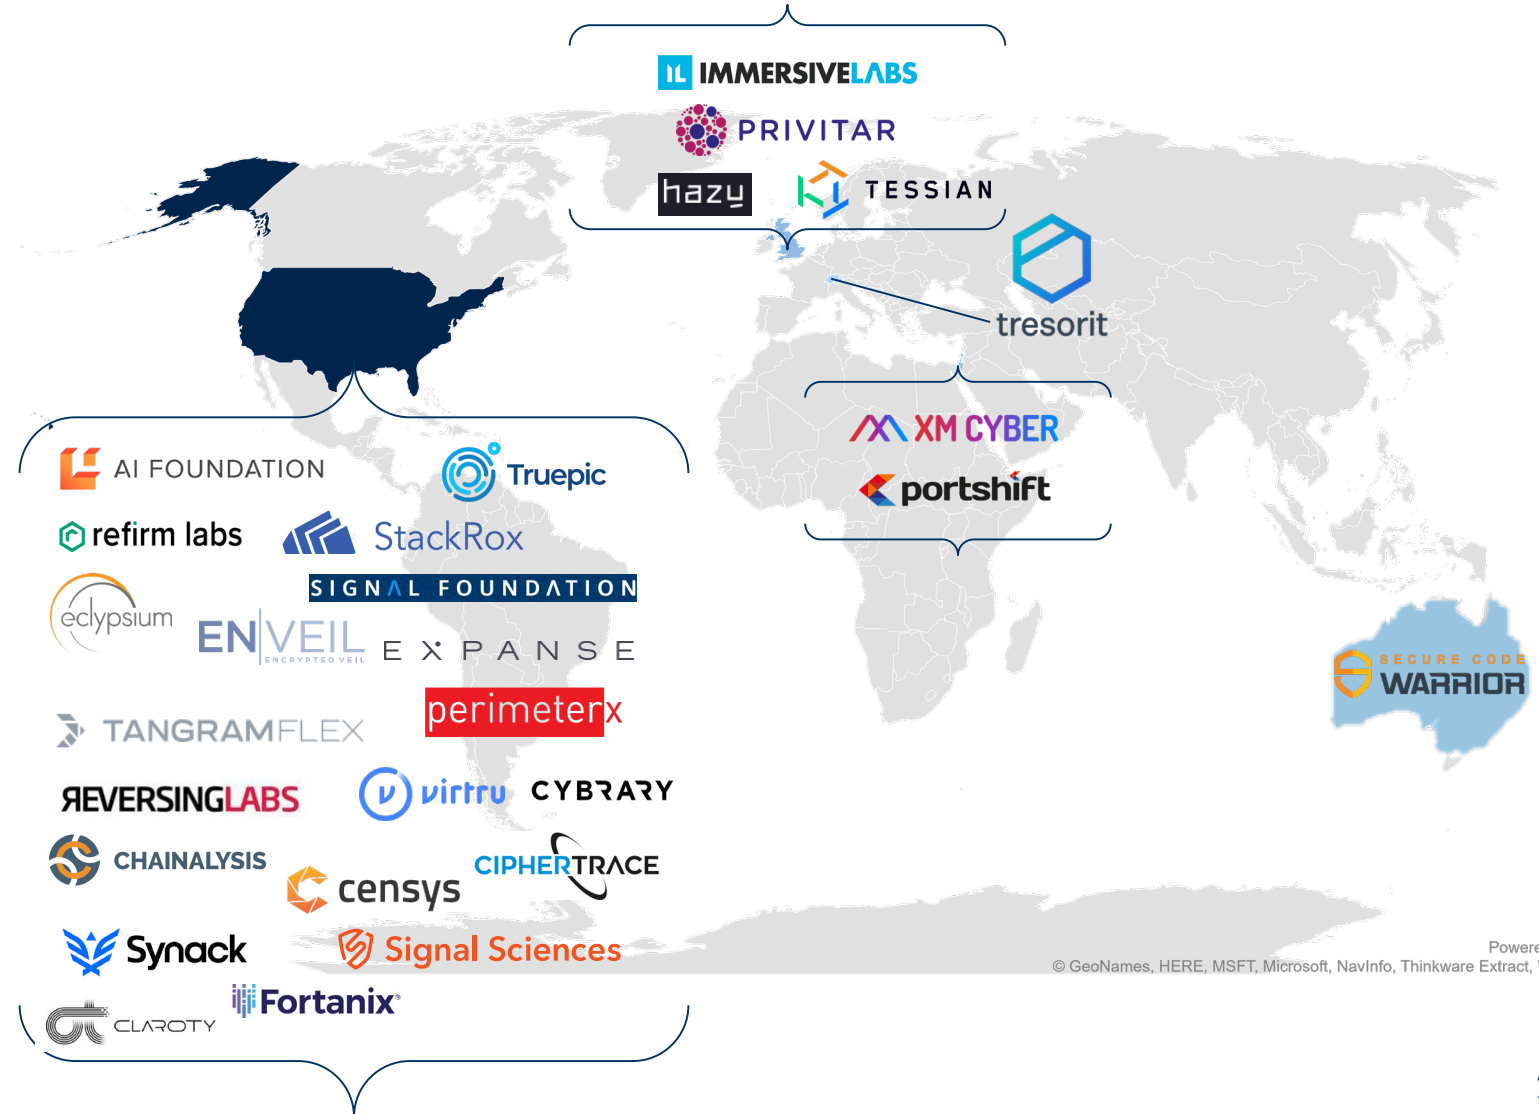 IMMERSIVELABS
PRIVITAR
hazy
TESSIAN
tresorit
XM CYBER
portshift
AI FOUNDATION
Truepic
refirm labs
StackRox
SIGNAL FOUNDATION
eclypsium
ENVEIL
ENCRYPTED VEIL
EXPANSE
perimeterx
SECURE CODE
WARRIOR
TANGRAMFLEX
REVERSINGLABS
virtru
CYBRARY
CHAINALYSIS
CIPHERTRACE
censys
Synack
Signal Sciences
Fortanix®
CLAROTY
Powere
© GeoNames, HERE, MSFT, Microsoft, NavInfo, Thinkware Extract,